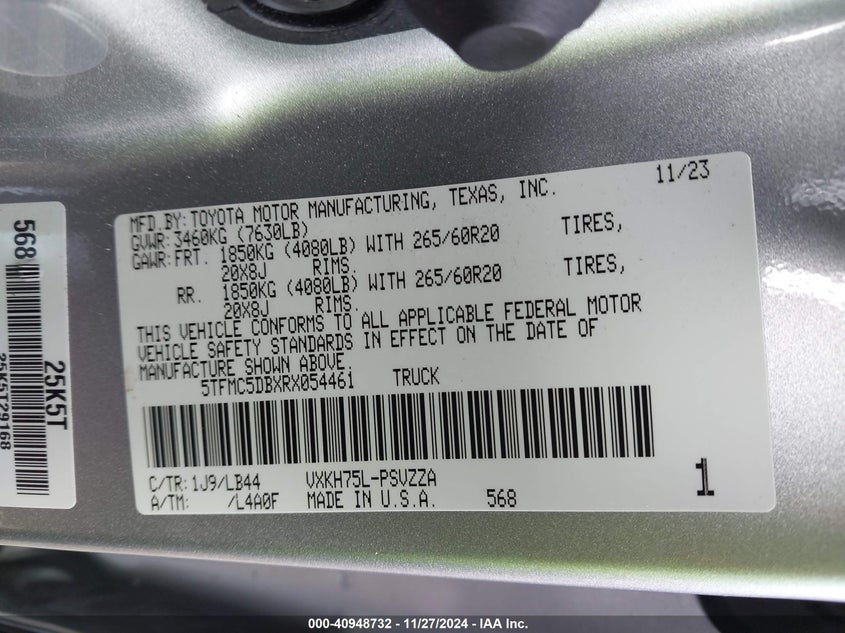 MFD.BY:TOYOTA MOTOR MANUFACTURING, TEXAS, INC. 11/23
GVWR:3460KG (7630LB)
GAWR:FRT. 1850KG (4080LB) WITH 265/60R20 TIRES,
20X8J RIMS.
RR. 1850KG (4080LB) WITH 265/60R20 TIRES,
20X8J RIMS.
THIS VEHICLE CONFORMS TO ALL APPLICABLE FEDERAL MOTOR
VEHICLE SAFETY STANDARDS IN EFFECT ON THE DATE OF
MANUFACTURE SHOWN ABOVE.
5TFMC5DBXRX054461 TRUCK
C/TR:1J9/LB44 VXKH75L-PSVZZA
A/TM: /L4A0F MADE IN U.S.A. 568 1
568 25K5T
25K5T29168
000-40948732 — 11/27/2024 — IAA Inc.